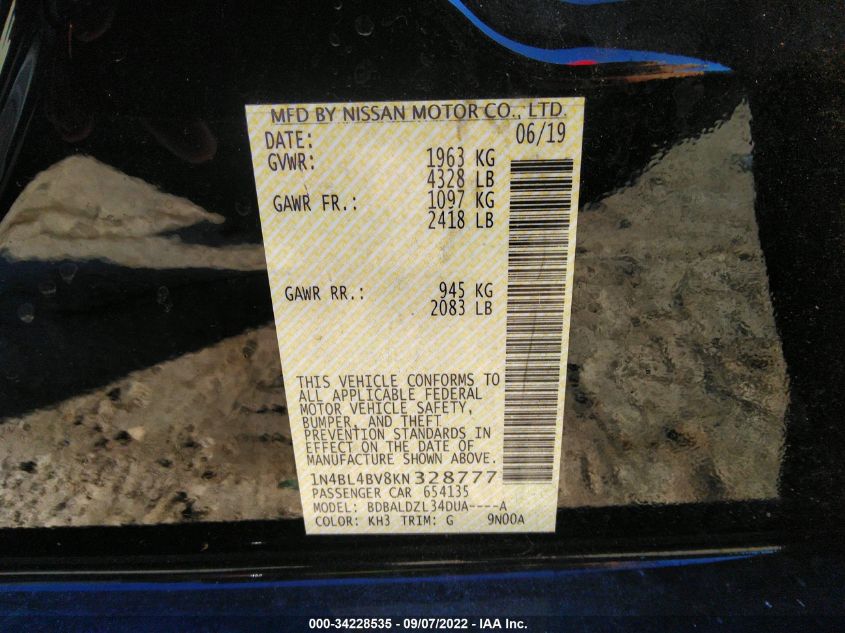 MFD BY NISSAN MOTOR CO., LTD.
DATE: 06/19
GVWR: 1963 KG
4328 LB
GAWR FR.: 1097 KG
2418 LB
GAWR RR.: 945 KG
2083 LB
THIS VEHICLE CONFORMS TO
ALL APPLICABLE FEDERAL
MOTOR VEHICLE SAFETY,
BUMPER, AND THEFT
PREVENTION STANDARDS IN
EFFECT ON THE DATE OF
MANUFACTURE SHOWN ABOVE.
1N4BL4BV8KN328777
PASSENGER CAR 654135
MODEL: BDBALDZL34DUA----A
COLOR: KH3 TRIM: G 9N00A
000-34228535 - 09/07/2022 - IAA Inc.